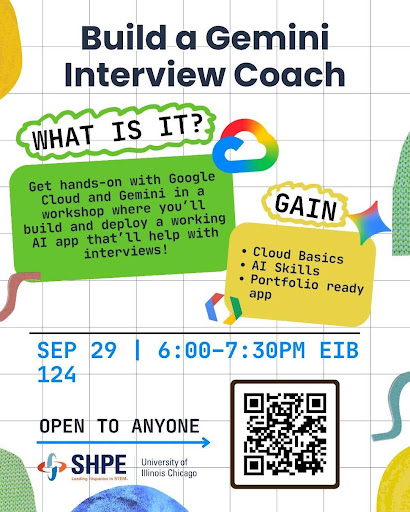 Build a Gemini
Interview Coach
WHAT IS IT?
Get hands-on with Google
Cloud and Gemini in a
workshop where you'll
build and deploy a working
AI app that'll help with
interviews!
GAIN
• Cloud Basics
• AI Skills
• Portfolio ready
app
SEP 29 | 6:00–7:30PM EIB
124
OPEN TO ANYONE
SHPE
Leading Hispanics in STEM.
University of
Illinois Chicago